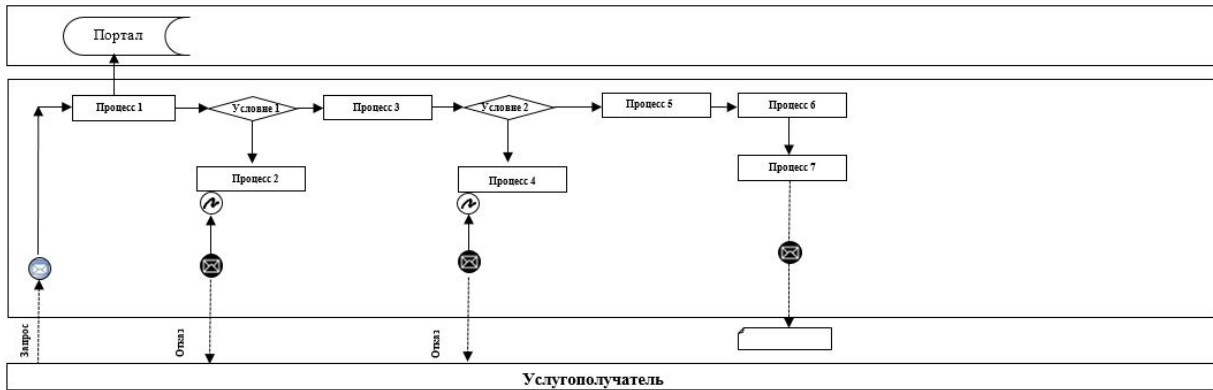 Портал
Процесс 1
Условие 1
Процесс 3
Условие 2
Процесс 5
Процесс 6
Процесс 2
Процесс 4
Процесс 7
Запрос
Отказ
Отказ
Услугополучатель